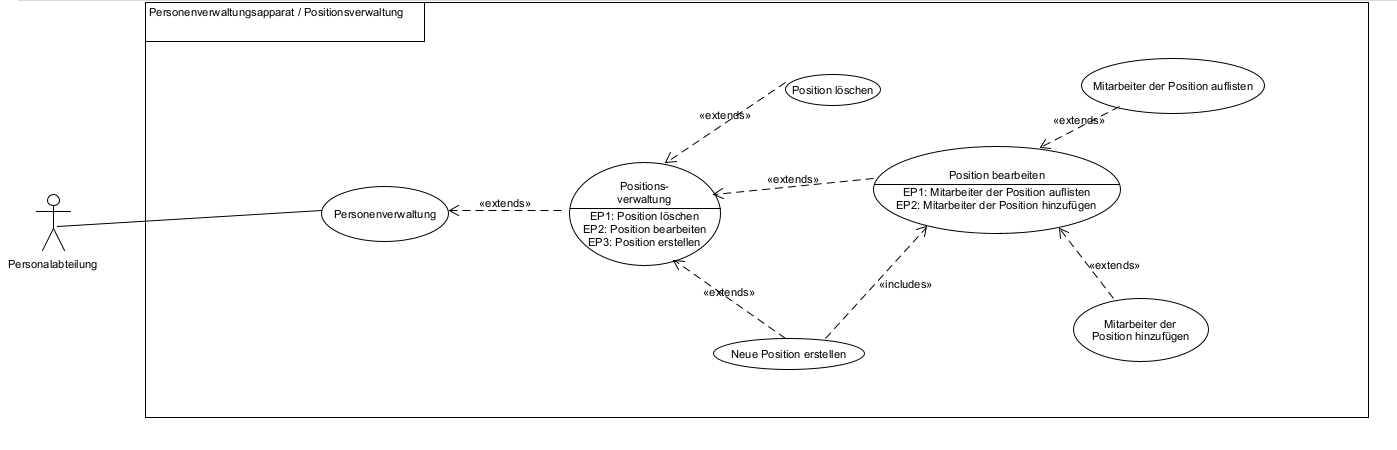 Personenverwaltungsapparat / Positionsverwaltung
Position löschen
Mitarbeiter der Position auflisten
«extends»
«extends»
Position bearbeiten
EP1: Mitarbeiter der Position auflisten
EP2: Mitarbeiter der Position hinzufügen
«extends»
Positions-
verwaltung
EP1: Position löschen
EP2: Position bearbeiten
EP3: Position erstellen
«extends»
Personenverwaltung
Personalabteilung
«extends»
«includes»
«extends»
Mitarbeiter der
Position hinzufügen
Neue Position erstellen